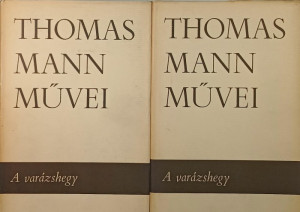 THOMAS
MANN
MŰVEI
A varázshegy
THOMAS
MANN
MŰVEI
A varázshegy